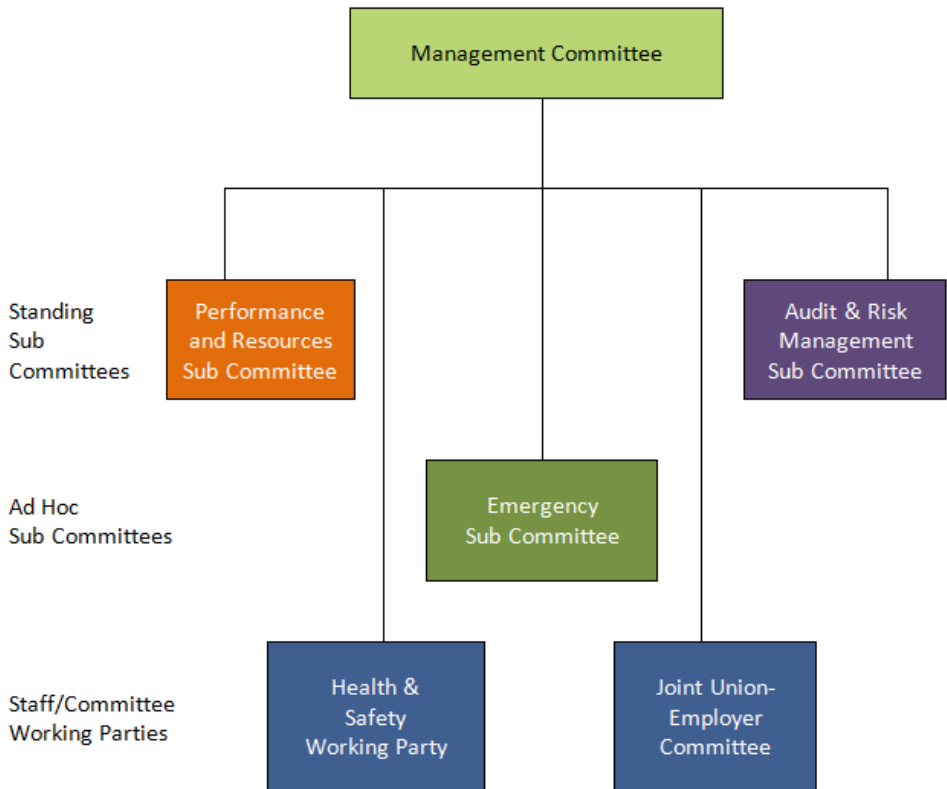 Management Committee
Standing
Sub
Committees
Performance
and Resources
Sub Committee
Audit & Risk
Management
Sub Committee
Ad Hoc
Sub Committees
Emergency
Sub Committee
Staff/Committee
Working Parties
Health &
Safety
Working Party
Joint Union-
Employer
Committee